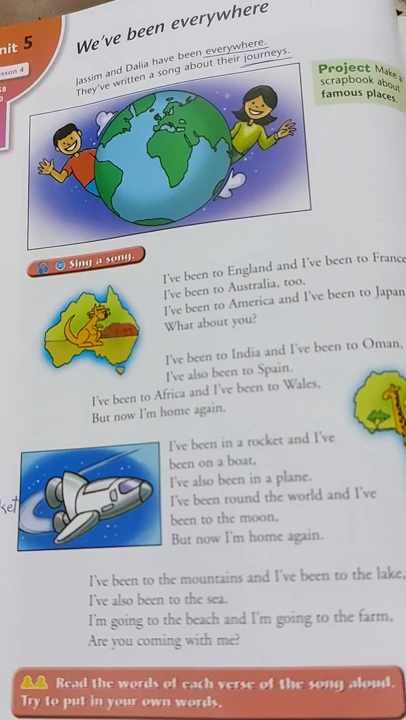 nit 5
sson 4
We've been everywhere
Jassim and Dalia have been everywhere.
They've written a song about their journeys.
Project Make a
scrapbook about
famous places.
Sing a song.
I've been to England and I've been to France
I've been to Australia, too.
I've been to America and I've been to Japan
What about you?
I've been to India and I've been to Oman,
I've also been to Spain.
I've been to Africa and I've been to Wales,
But now I'm home again.
I've been in a rocket and I've
been on a boat,
I've also been in a plane.
I've been round the world and I've
been to the moon,
But now I'm home again.
ket
I've been to the mountains and I've been to the lake,
I've also been to the sea.
I'm going to the beach and I'm going to the farm,
Are you coming with me?
Read the words of each verse of the song aloud.
Try to put in your own words.